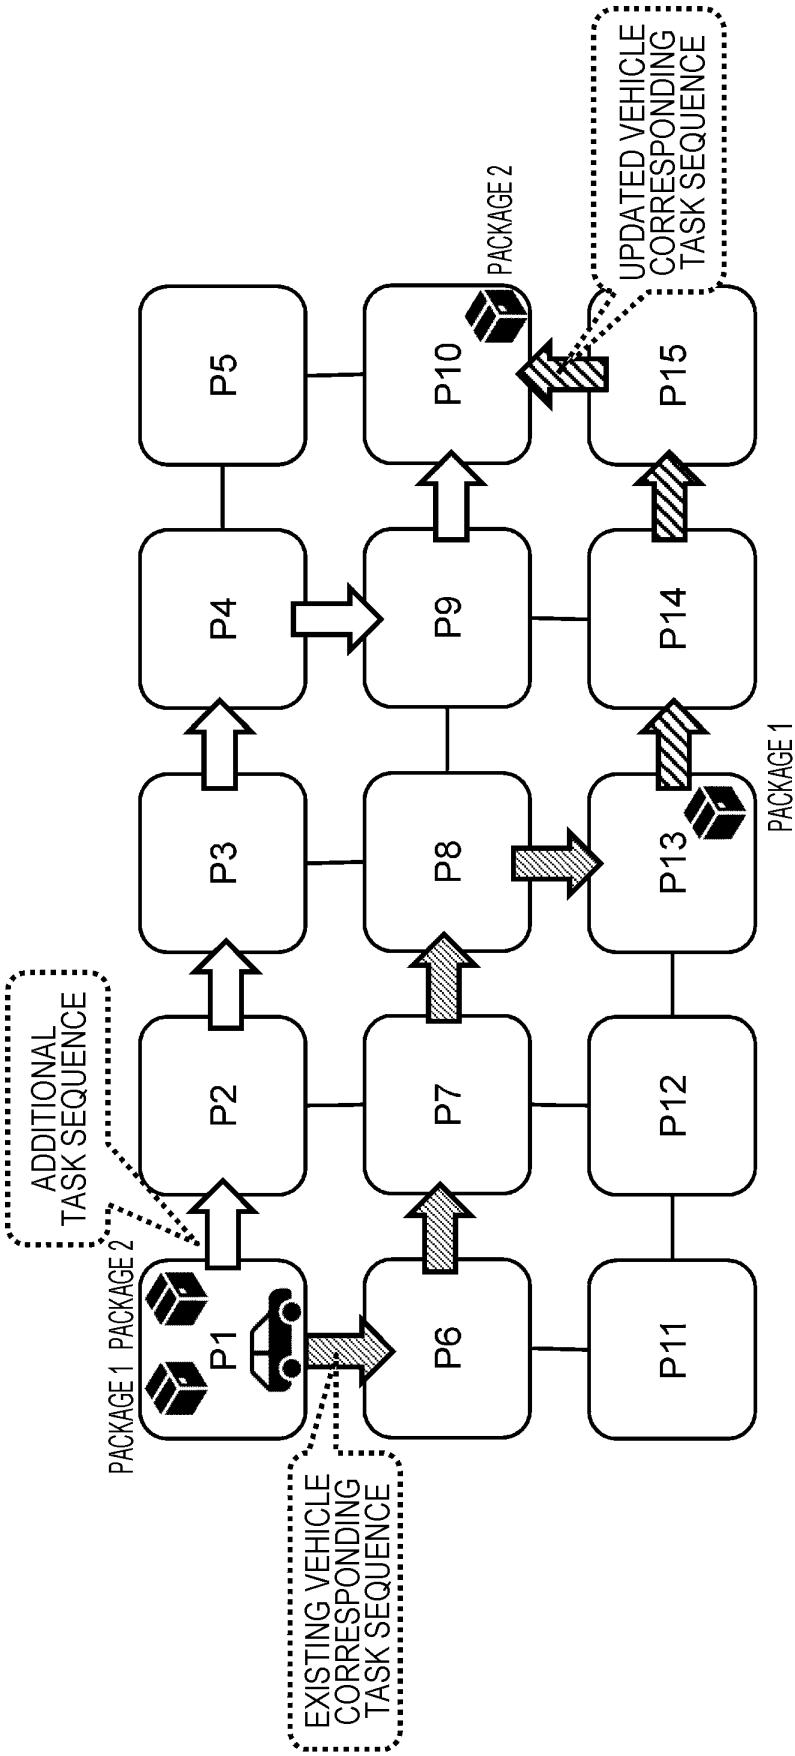 ADDITIONAL
TASK SEQUENCE
PACKAGE 1 PACKAGE 2
P1
P2
P3
P4
P5
EXISTING VEHICLE
CORRESPONDING
TASK SEQUENCE
P6
P7
P8
P9
P10
PACKAGE 2
P11
P12
P13
P14
P15
PACKAGE 1
UPDATED VEHICLE
CORRESPONDING
TASK SEQUENCE